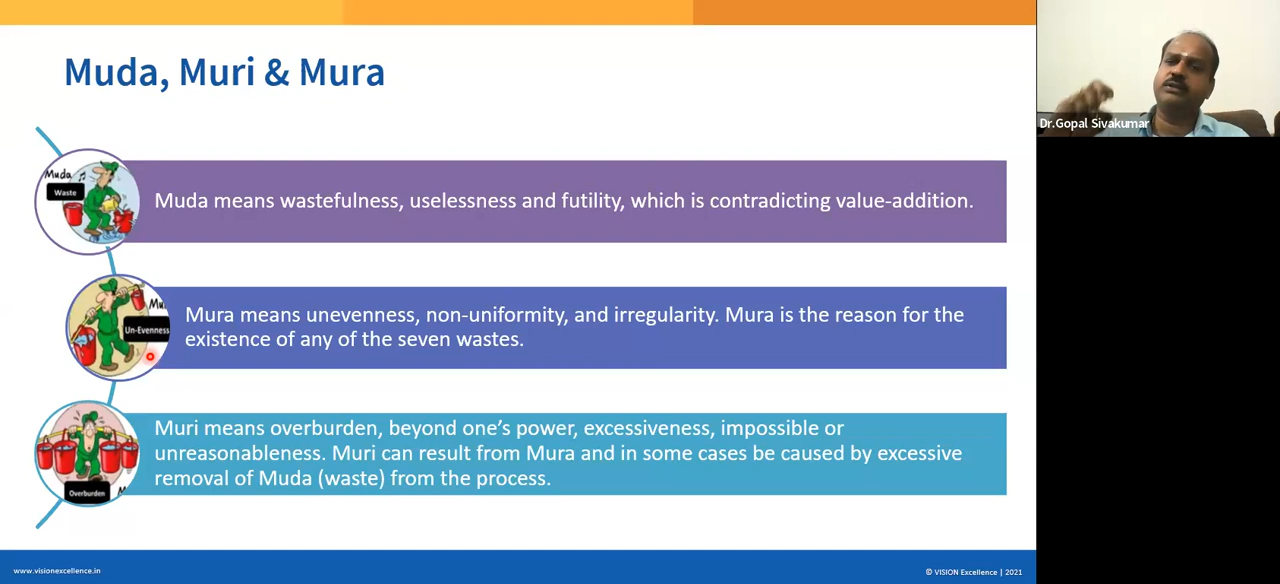 Muda, Muri & Mura
Dr.Gopal Sivakumar
Muda
Waste
Muda means wastefulness, uselessness and futility, which is contradicting value-addition.
Mu
Un-Evenness
Mura means unevenness, non-uniformity, and irregularity. Mura is the reason for the
existence of any of the seven wastes.
Overburden
M
Muri means overburden, beyond one’s power, excessiveness, impossible or
unreasonableness. Muri can result from Mura and in some cases be caused by excessive
removal of Muda (waste) from the process.
www.visionexcellence.in
© VISION Excellence | 2021